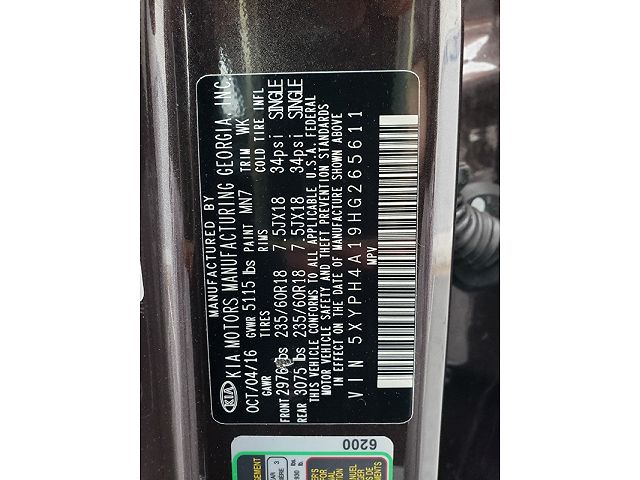 MANUFACTURED BY
KIA KIA MOTORS MANUFACTURING GEORGIA, INC.
OCT/04/16 GVWR 5115 lbs PAINT MN7 TRIM WK
GAWR TIRES RIMS COLD TIRE INFL
FRONT 2976 lbs 235/60R18 7.5JX18 34psi SINGLE
REAR 3075 lbs 235/60R18 7.5JX18 34psi SINGLE
THIS VEHICLE CONFORMS TO ALL APPLICABLE U.S.A. FEDERAL
MOTOR VEHICLE SAFETY AND THEFT PREVENTION STANDARDS
IN EFFECT ON THE DATE OF MANUFACTURE SHOWN ABOVE
VIN 5XYPH4A19HG265611
MPV
6200